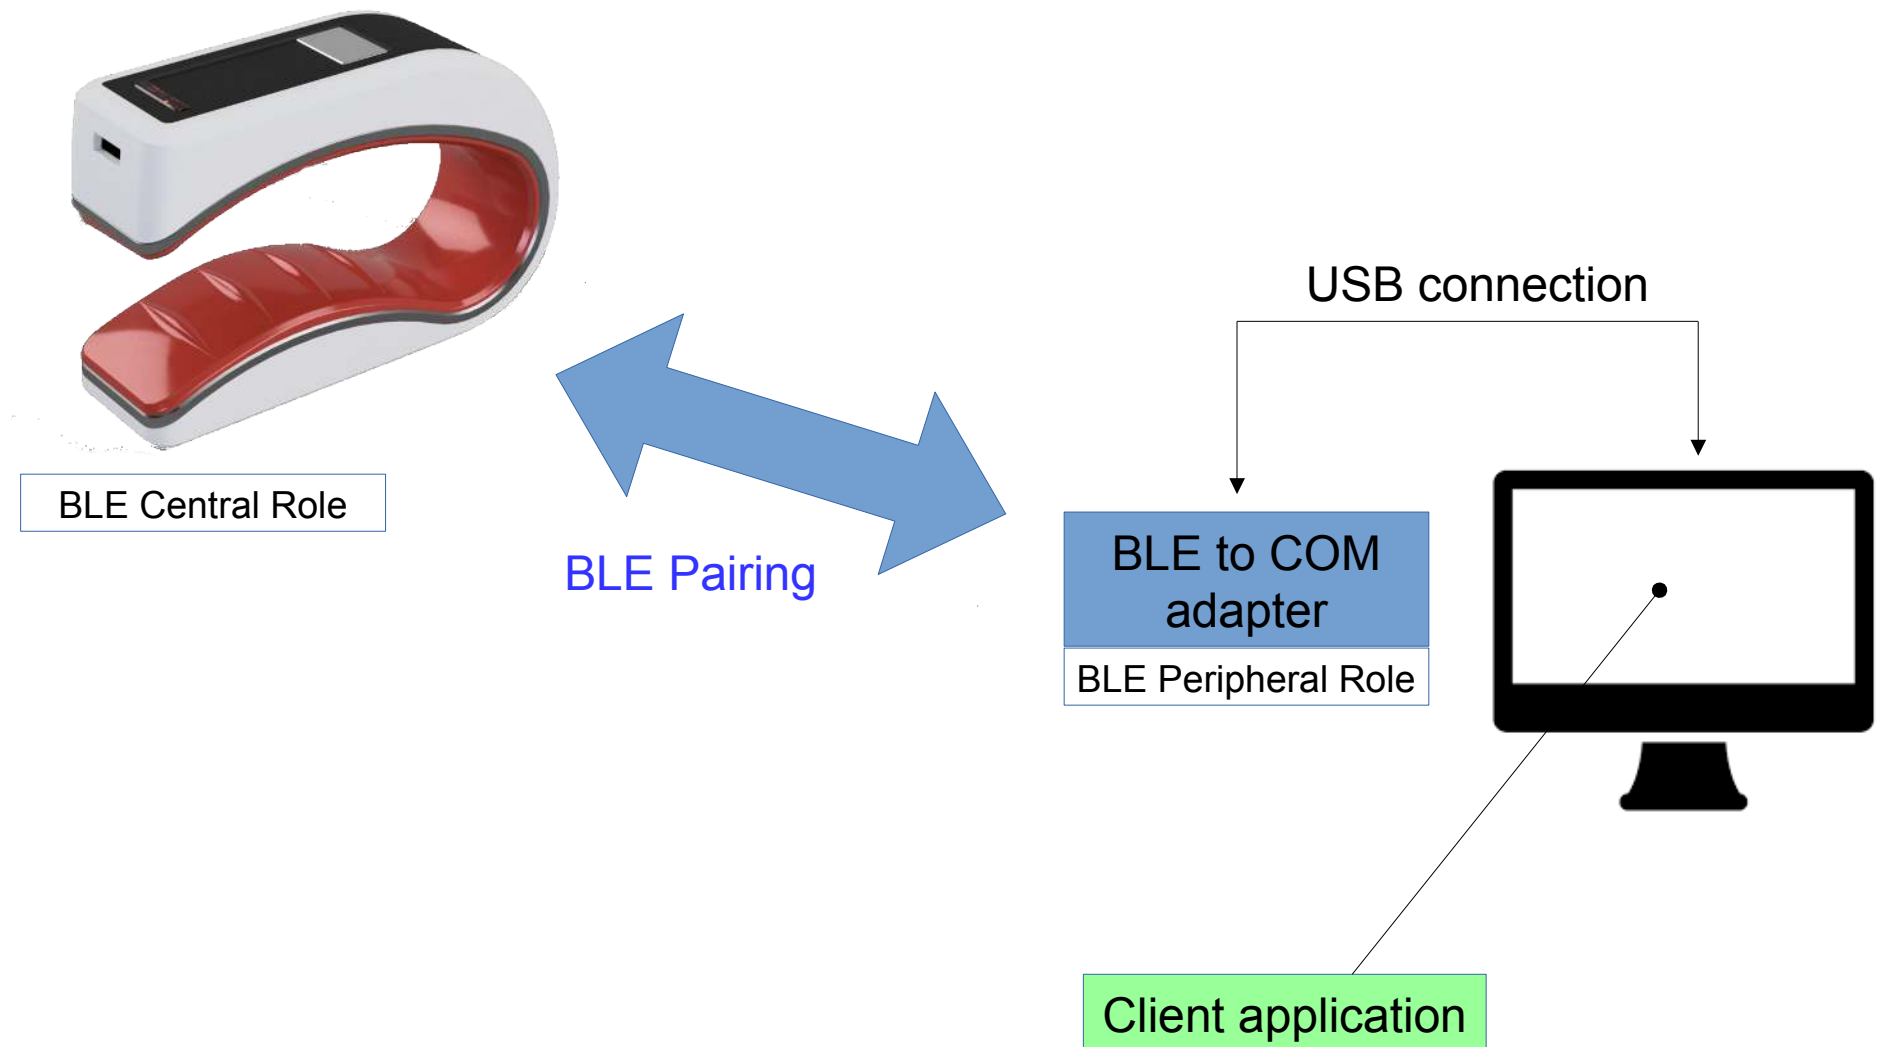 USB connection
BLE Central Role
BLE to COM
adapter
BLE Pairing
BLE Peripheral Role
Client application